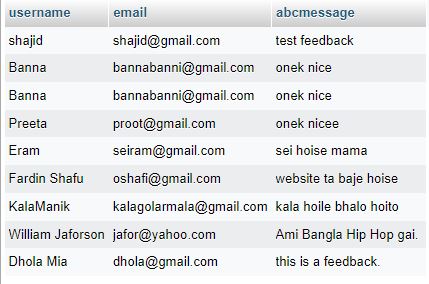 username email abcmessage
shajid shajid@gmail.com test feedback
Banna bannabanni@gmail.com onek nice
Banna bannabanni@gmail.com onek nice
Preeta proot@gmail.com onek nicee
Eram seiram@gmail.com sei hoise mama
Fardin Shafu oshafi@gmail.com website ta baje hoise
KalaManik kalagolarmala@gmail.com kala hoile bhalo hoito
William Jaforson jafor@yahoo.com Ami Bangla Hip Hop gai.
Dhola Mia dhola@gmail.com this is a feedback.